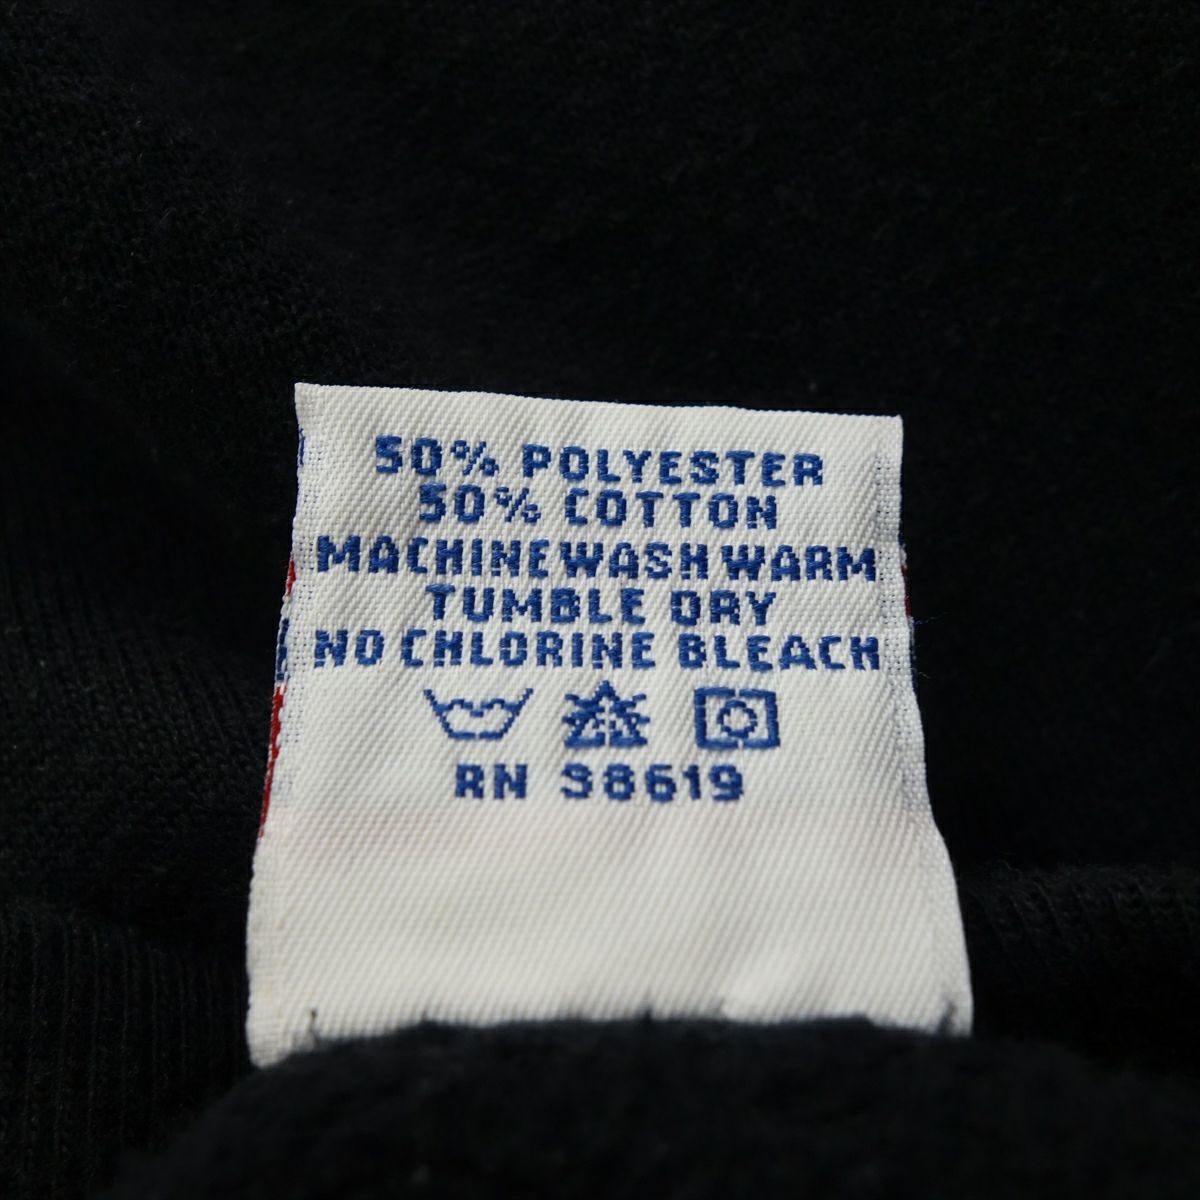 50% POLYESTER
50% COTTON
MACHINE WASH WARM
TUMBLE DRY
NO CHLORINE BLEACH
RN 38619